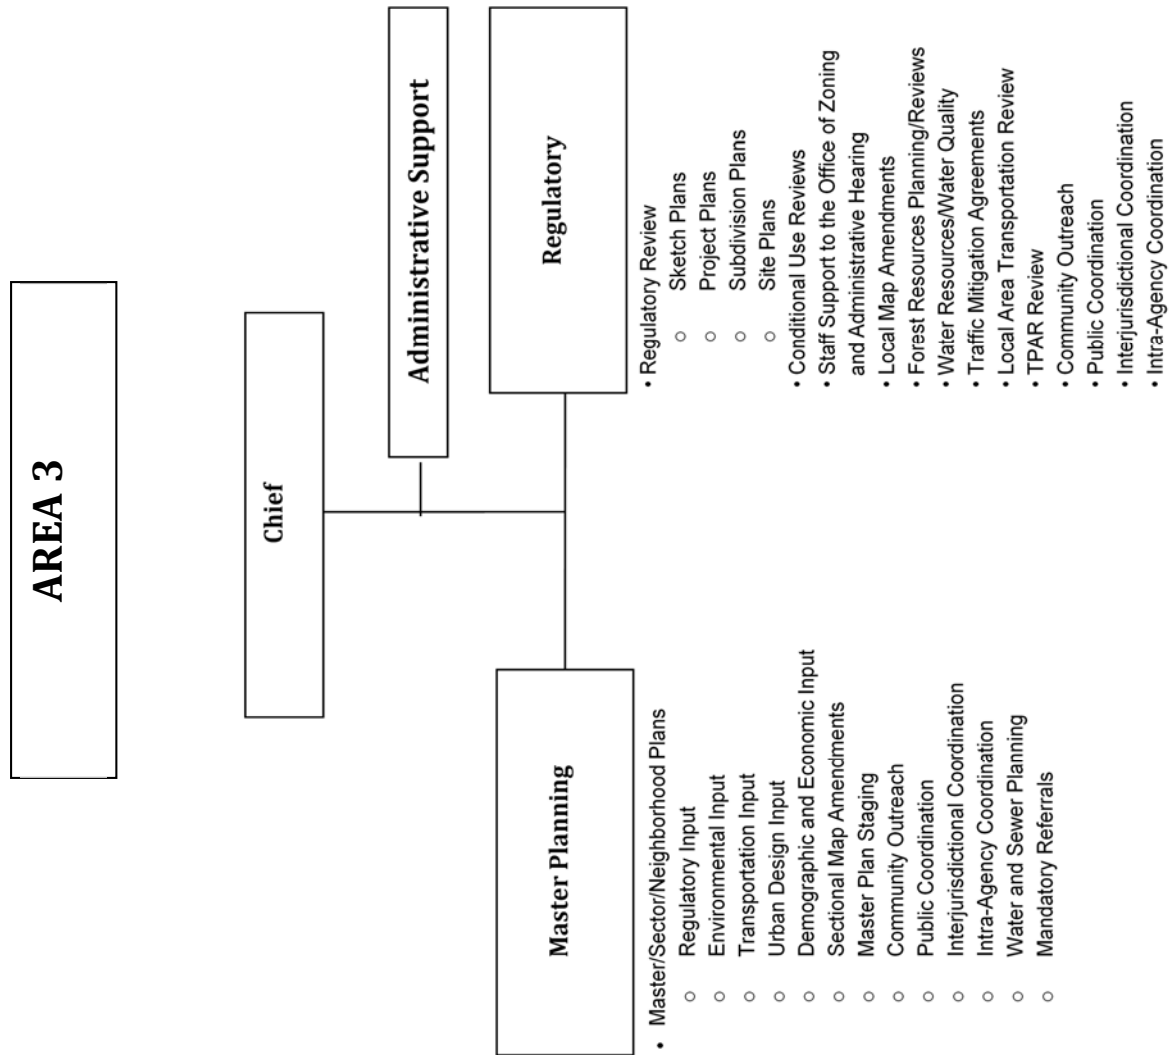 AREA 3
Chief
Administrative Support
Master Planning
• Master/Sector/Neighborhood Plans
○ Regulatory Input
○ Environmental Input
○ Transportation Input
○ Urban Design Input
○ Demographic and Economic Input
○ Sectional Map Amendments
○ Master Plan Staging
○ Community Outreach
○ Public Coordination
○ Interjurisdictional Coordination
○ Intra-Agency Coordination
○ Water and Sewer Planning
○ Mandatory Referrals
Regulatory
• Regulatory Review
○ Sketch Plans
○ Project Plans
○ Subdivision Plans
○ Site Plans
• Conditional Use Reviews
• Staff Support to the Office of Zoning
and Administrative Hearing
• Local Map Amendments
• Forest Resources Planning/Reviews
• Water Resources/Water Quality
• Traffic Mitigation Agreements
• Local Area Transportation Review
• TPAR Review
• Community Outreach
• Public Coordination
• Interjurisdictional Coordination
• Intra-Agency Coordination